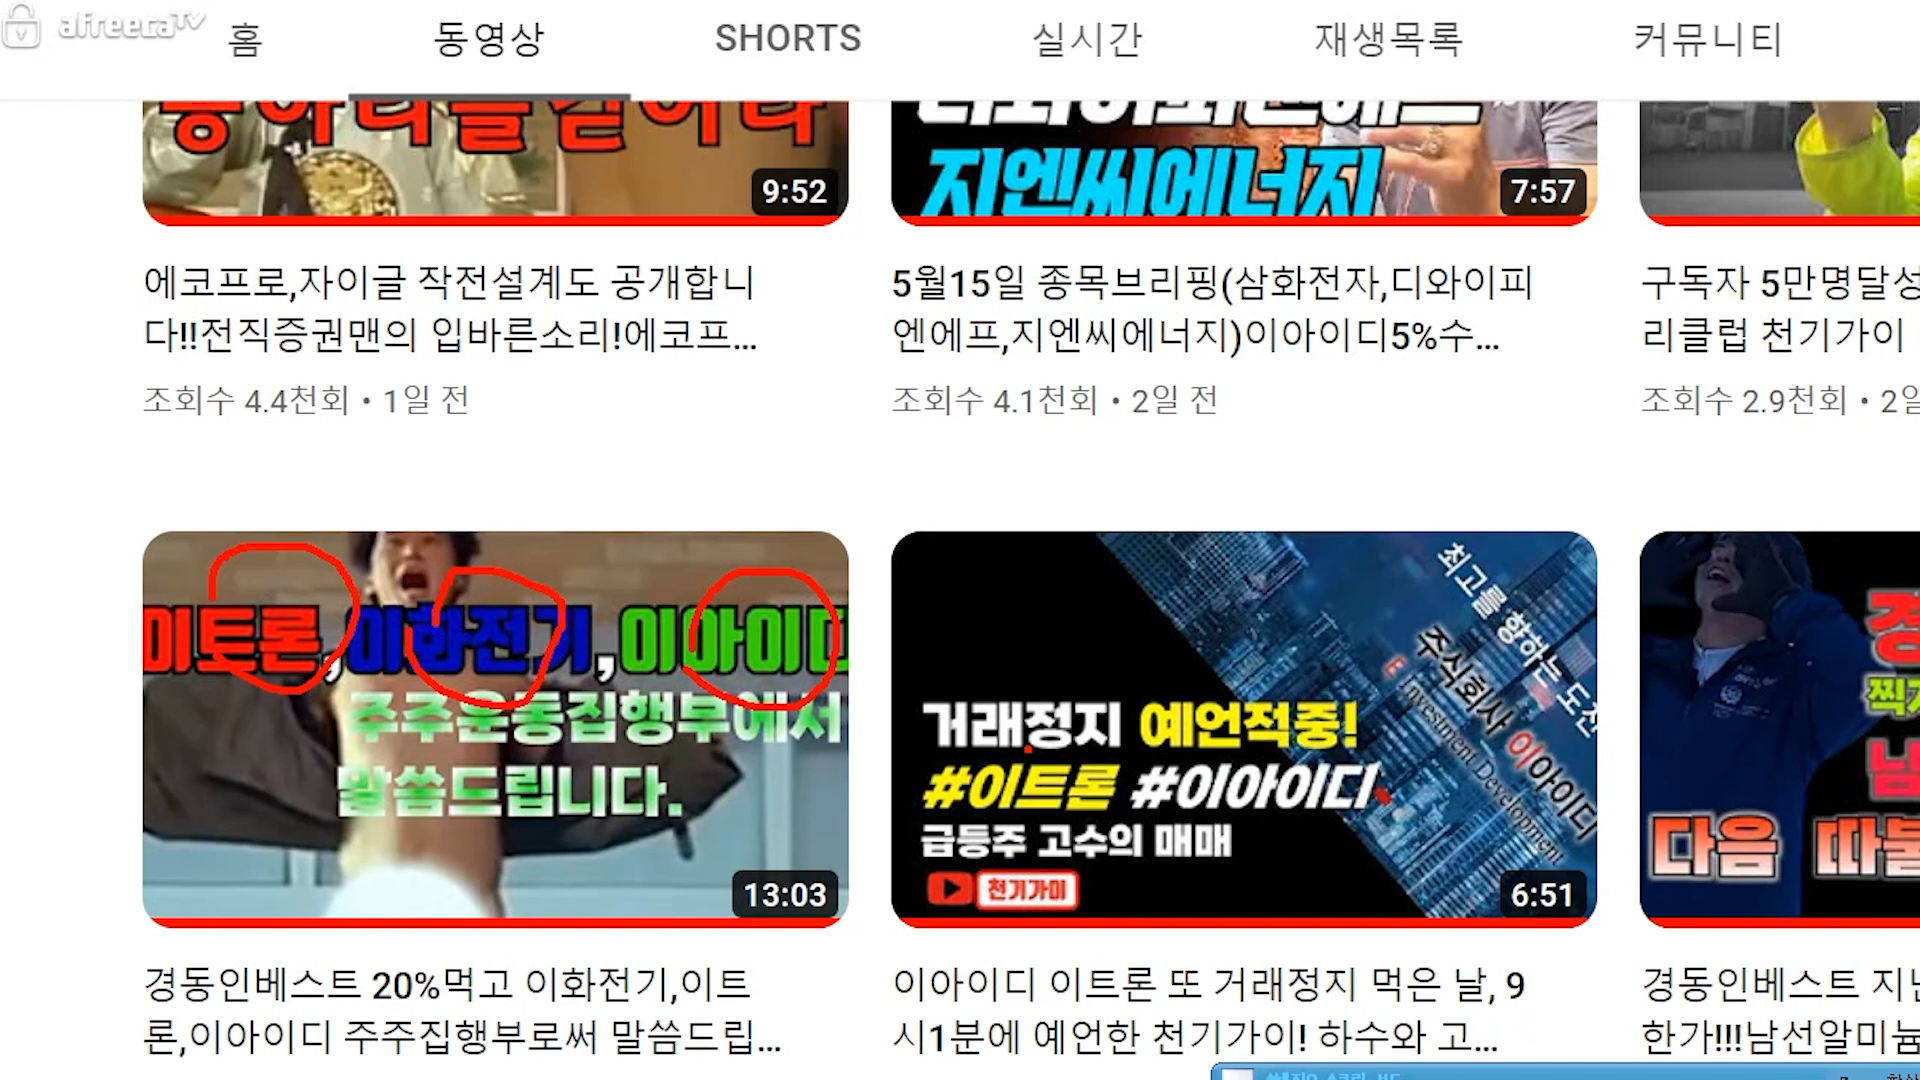 afreecaTV
홈 동영상 SHORTS 실시간 재생목록 커뮤니티
지엔씨에너지
9:52
7:57
에코프로,자이글 작전설계도 공개합니
다!!전직증권맨의 입바른소리!에코프...
조회수 4.4천회 • 1일 전
5월15일 종목브리핑(삼화전자,디와이피
엔에프,지엔씨에너지)이아이디5%수...
조회수 4.1천회 • 2일 전
구독자 5만명달성
리클럽 천기가이
조회수 2.9천회 • 2일
이토론,이화전기,이아이디
주주운동집행부에서
말씀드립니다.
13:03
경동인베스트 20%먹고 이화전기,이트
론,이아이디 주주집행부로써 말씀드립...
최고를 향하는 도전
주식회사 이아이디
E Investment Development
거래정지 예언적중!
#이트론 #이아이디
급등주 고수의 매매
천기가이
6:51
이아이디 이트론 또 거래정지 먹은 날, 9
시1분에 예언한 천기가이! 하수와 고...
다음 따블
경동인베스트 지난
한가!!!남선알미늄